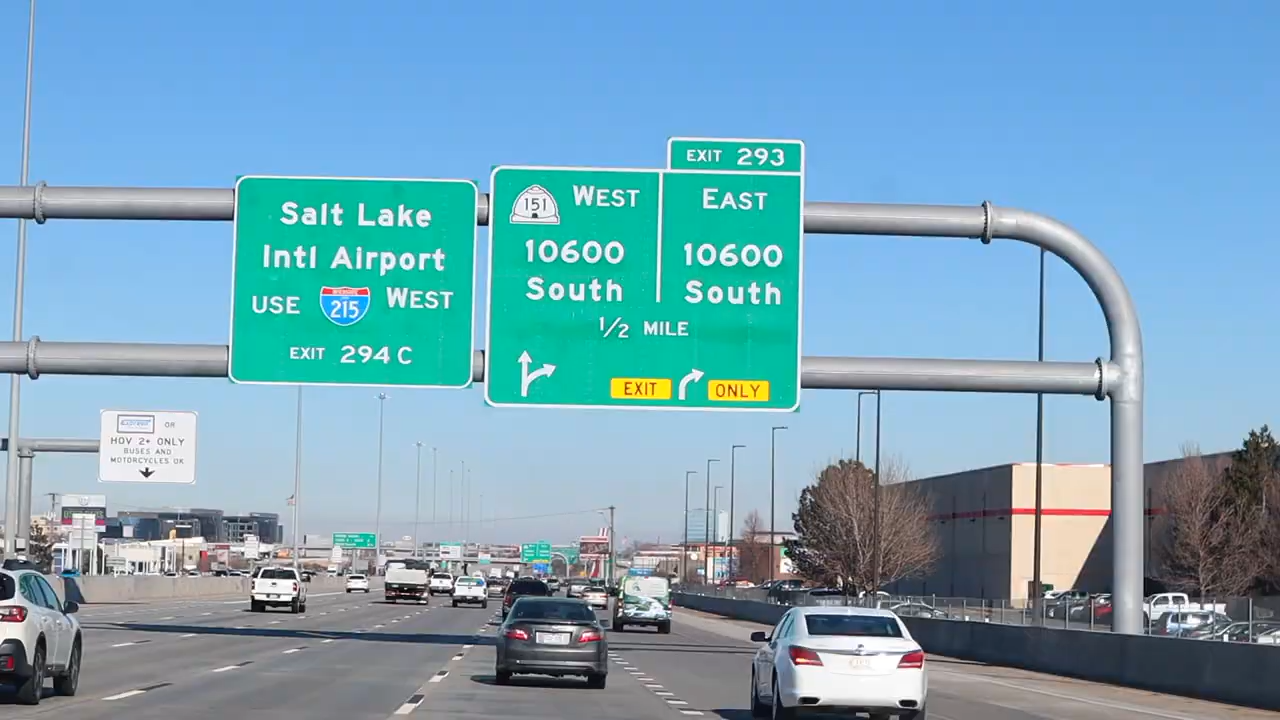 Salt Lake
Intl Airport
USE INTERSTATE 215 WEST
EXIT 294 C
EXIT 293
151 WEST
10600
South
EAST
10600
South
1/2 MILE
EXIT ONLY
OR
HOV 2+ ONLY
BUSES AND
MOTORCYCLES OK